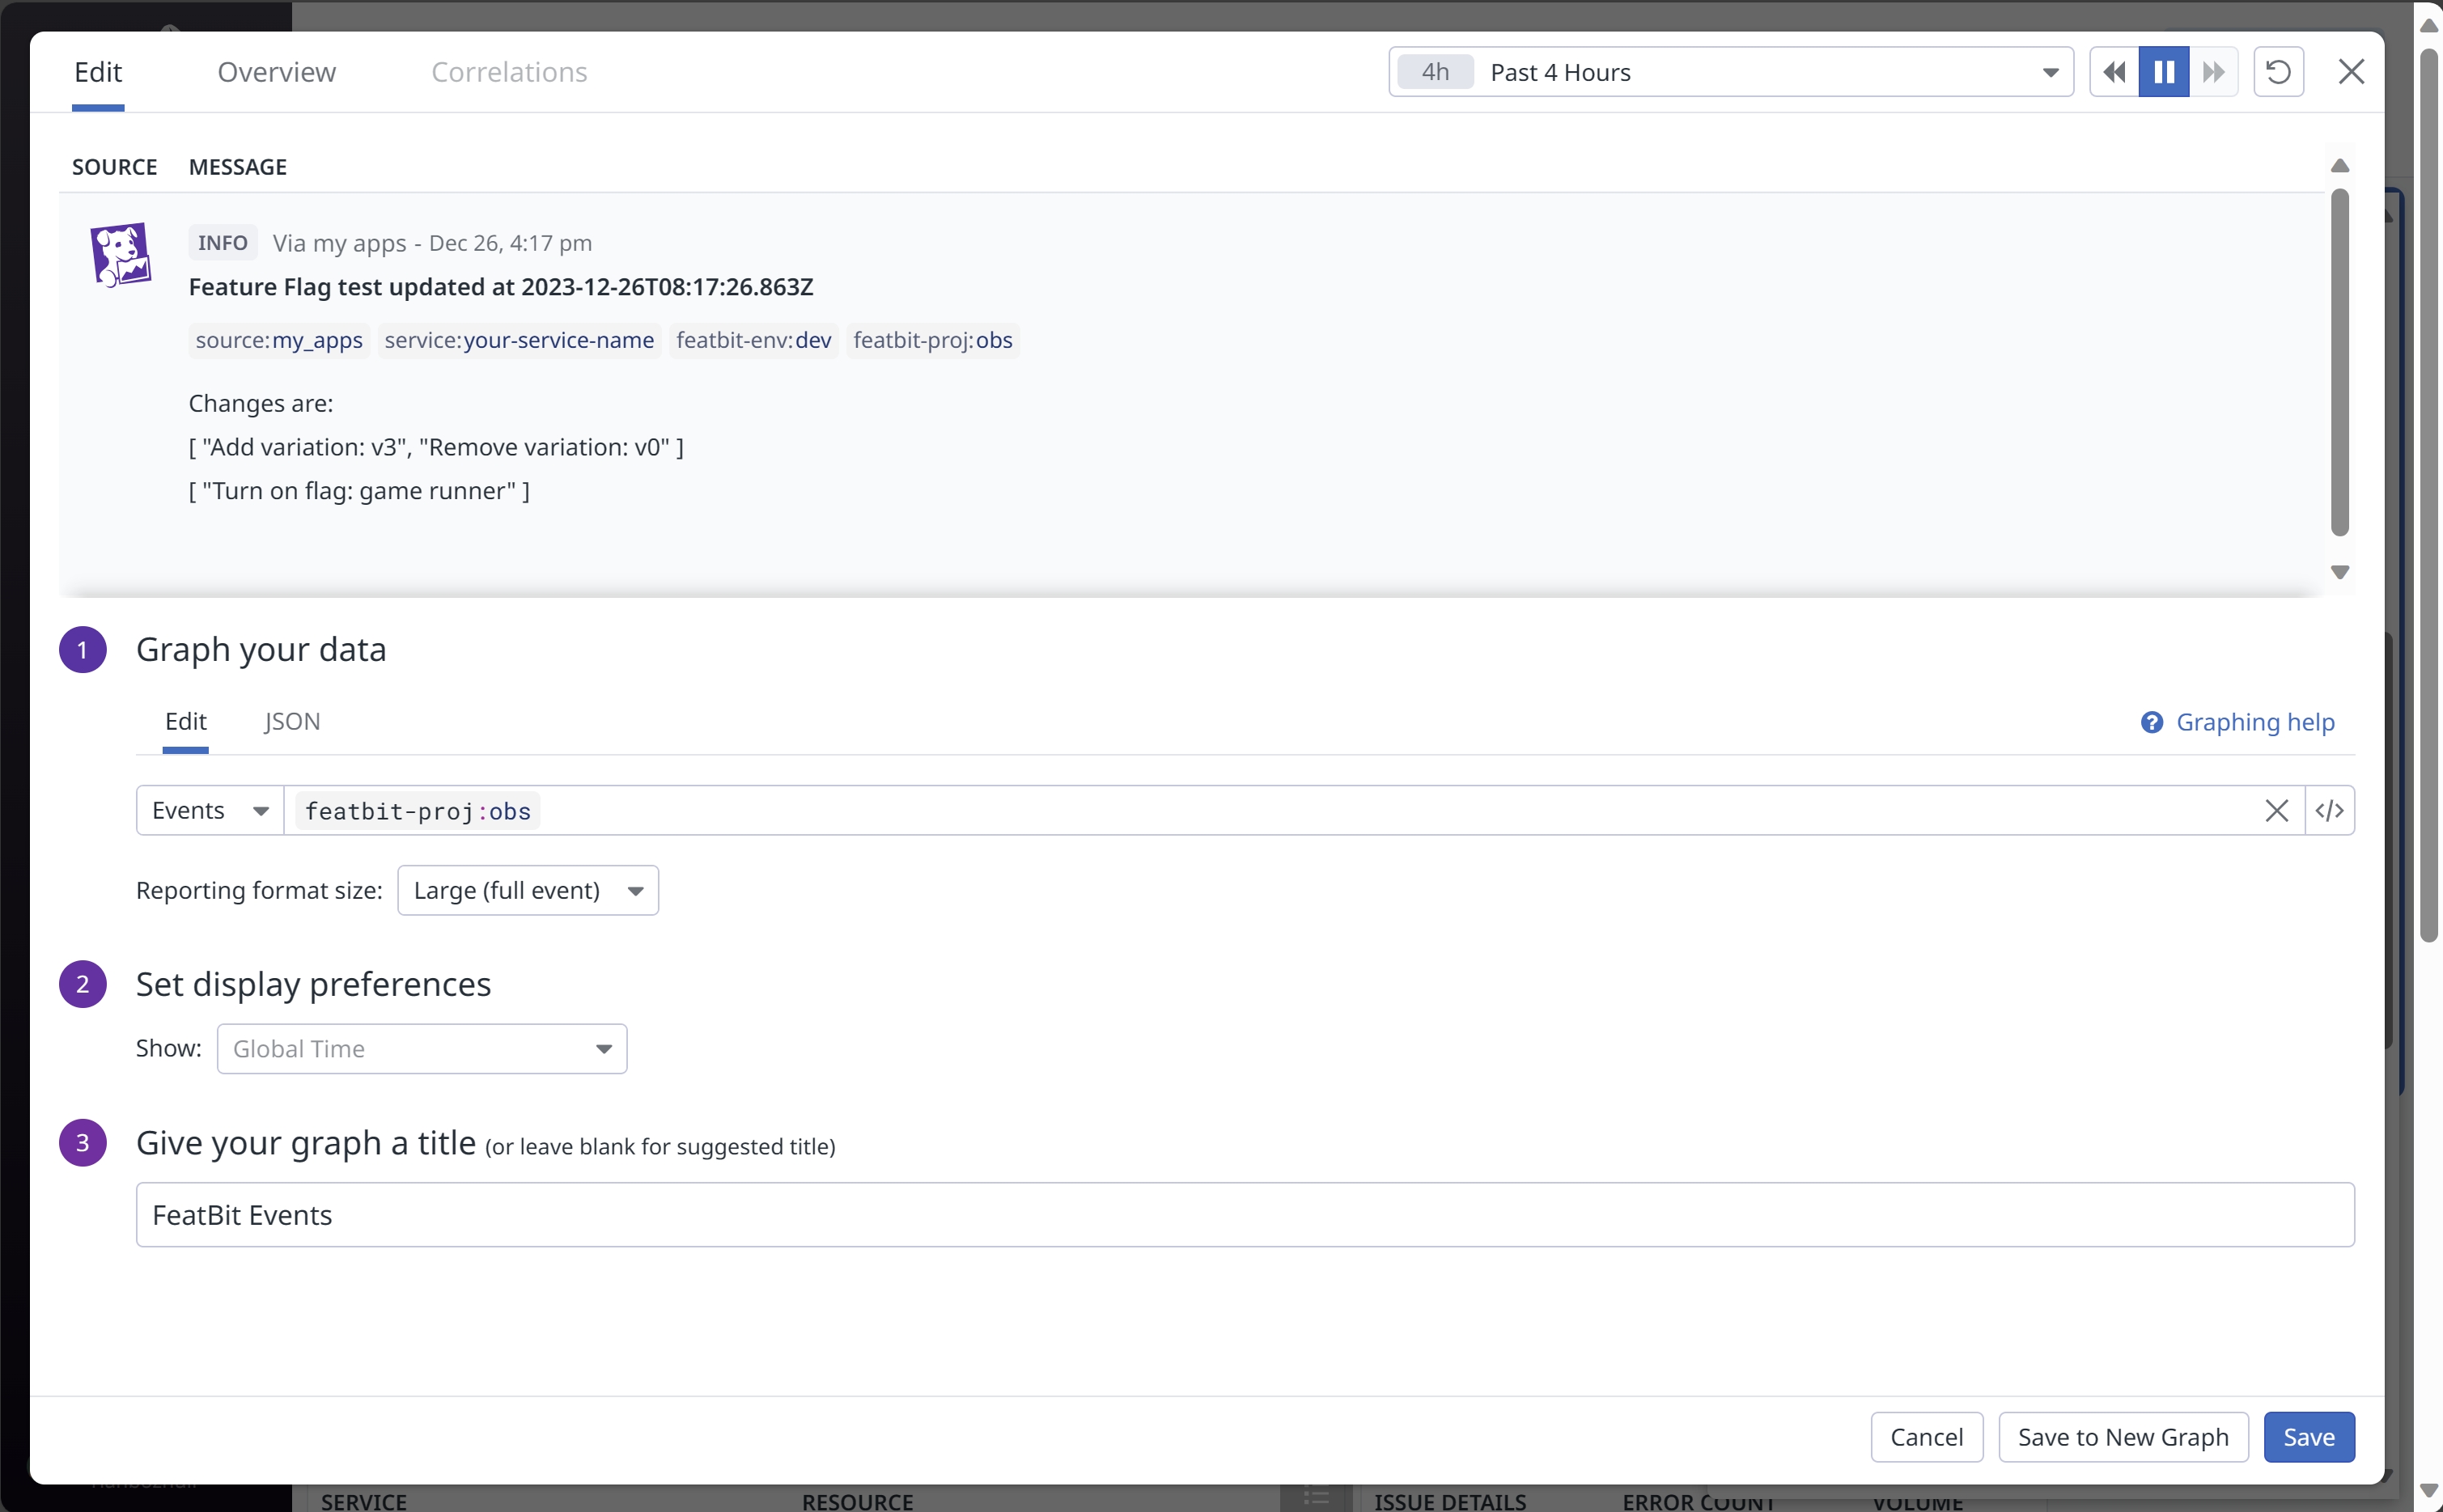 Edit Overview Correlations 4h Past 4 Hours
SOURCE MESSAGE
INFO Via my apps - Dec 26, 4:17 pm
Feature Flag test updated at 2023-12-26T08:17:26.863Z
source:my_apps service:your-service-name featbit-env:dev featbit-proj:obs
Changes are:
[ "Add variation: v3", "Remove variation: v0" ]
[ "Turn on flag: game runner" ]
1 Graph your data
Edit JSON ? Graphing help
Events featbit-proj:obs </>
Reporting format size: Large (full event)
2 Set display preferences
Show: Global Time
3 Give your graph a title (or leave blank for suggested title)
FeatBit Events
Cancel Save to New Graph Save
SERVICE RESOURCE ISSUE DETAILS ERROR COUNT VOLUME